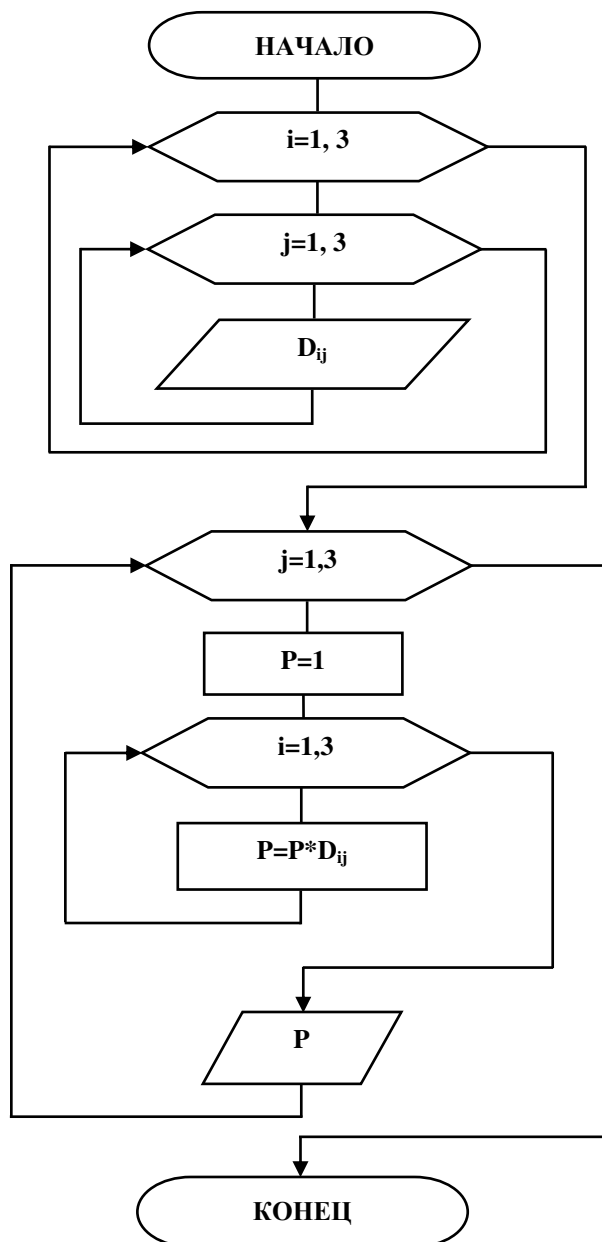 НАЧАЛО
i=1, 3
j=1, 3
Dij
j=1,3
P=1
i=1,3
P=P*Dij
P
КОНЕЦ